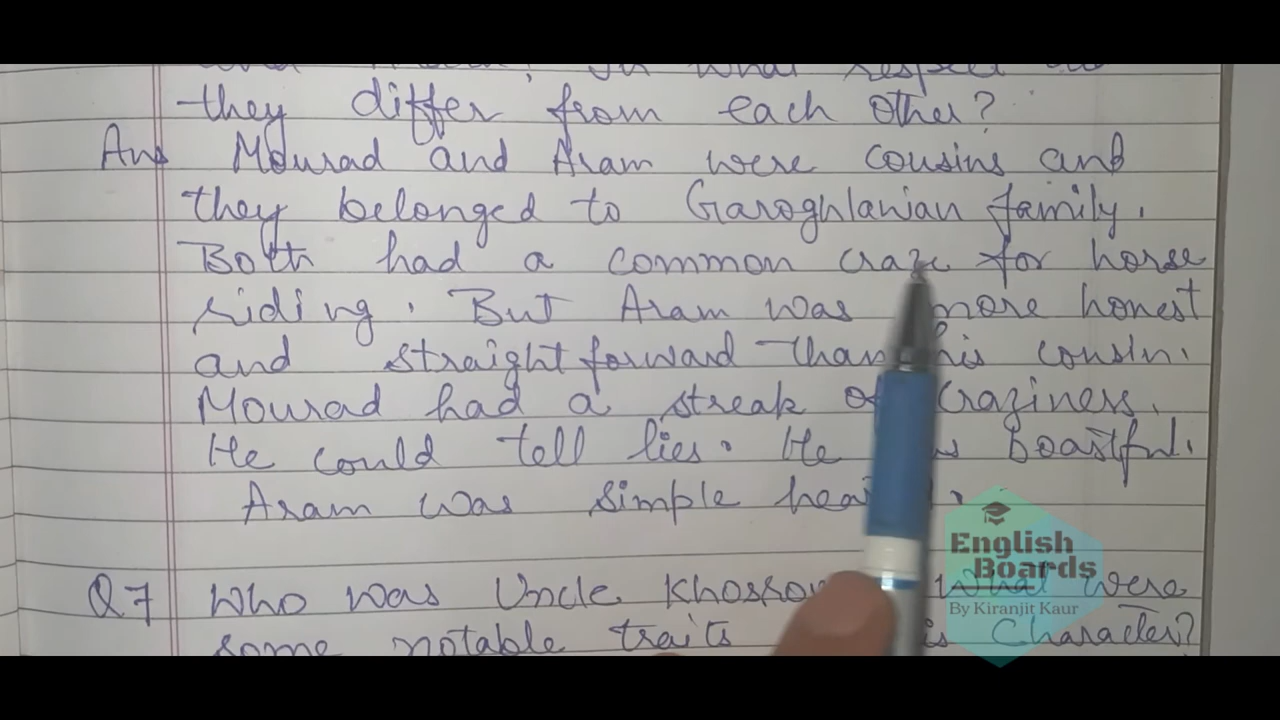 they differ from each other?
Ans Mourad and Aram were cousins and
they belonged to Garoghlanian family.
Both had a common craze for horse
riding. But Aram was more honest
and straightforward than his cousin.
Mourad had a streak of Craziness.
He could tell lies. He boastful.
Aram was simple
English
Boards
By Kiranjit Kaur
Q7 Who was Uncle What were
some notable traits Character?